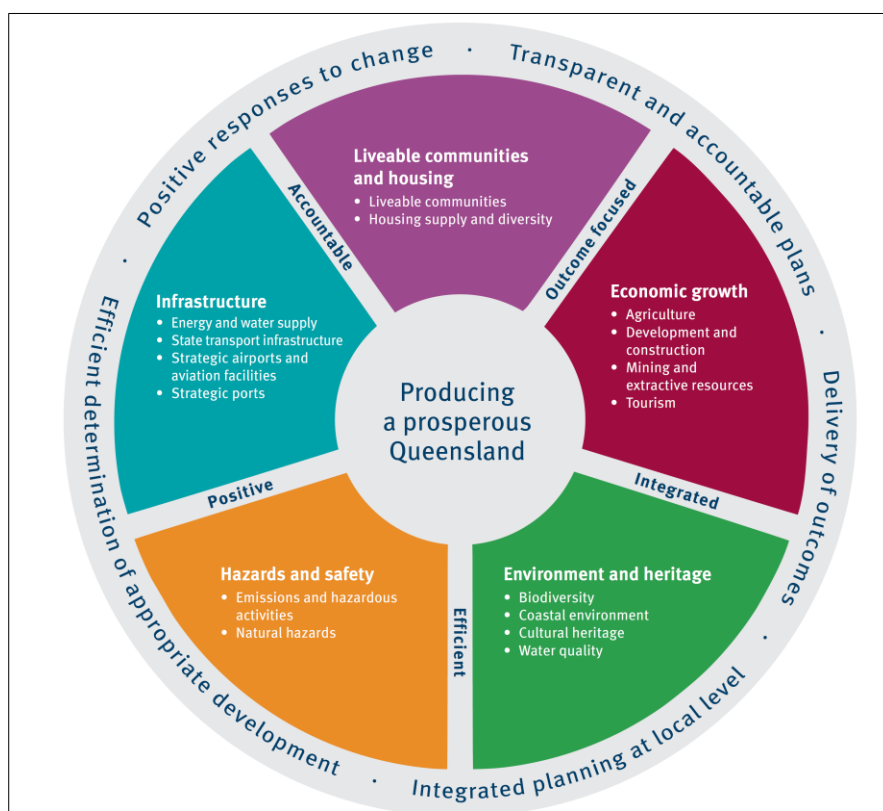 Positive responses to change · Transparent and accountable plans · Delivery of outcomes · Integrated planning at local level · Efficient determination of appropriate development ·
Liveable communities
and housing
• Liveable communities
• Housing supply and diversity
Outcome focused
Economic growth
• Agriculture
• Development and
construction
• Mining and
extractive resources
• Tourism
Integrated
Environment and heritage
• Biodiversity
• Coastal environment
• Cultural heritage
• Water quality
Efficient
Hazards and safety
• Emissions and hazardous
activities
• Natural hazards
Positive
Infrastructure
• Energy and water supply
• State transport infrastructure
• Strategic airports and
aviation facilities
• Strategic ports
Accountable
Producing
a prosperous
Queensland